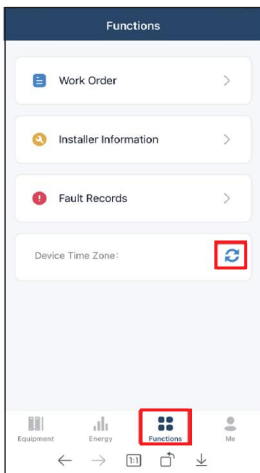 Functions
Work Order
Installer Information
Fault Records
Device Time Zone:
Equipment Energy Functions Me
1:1